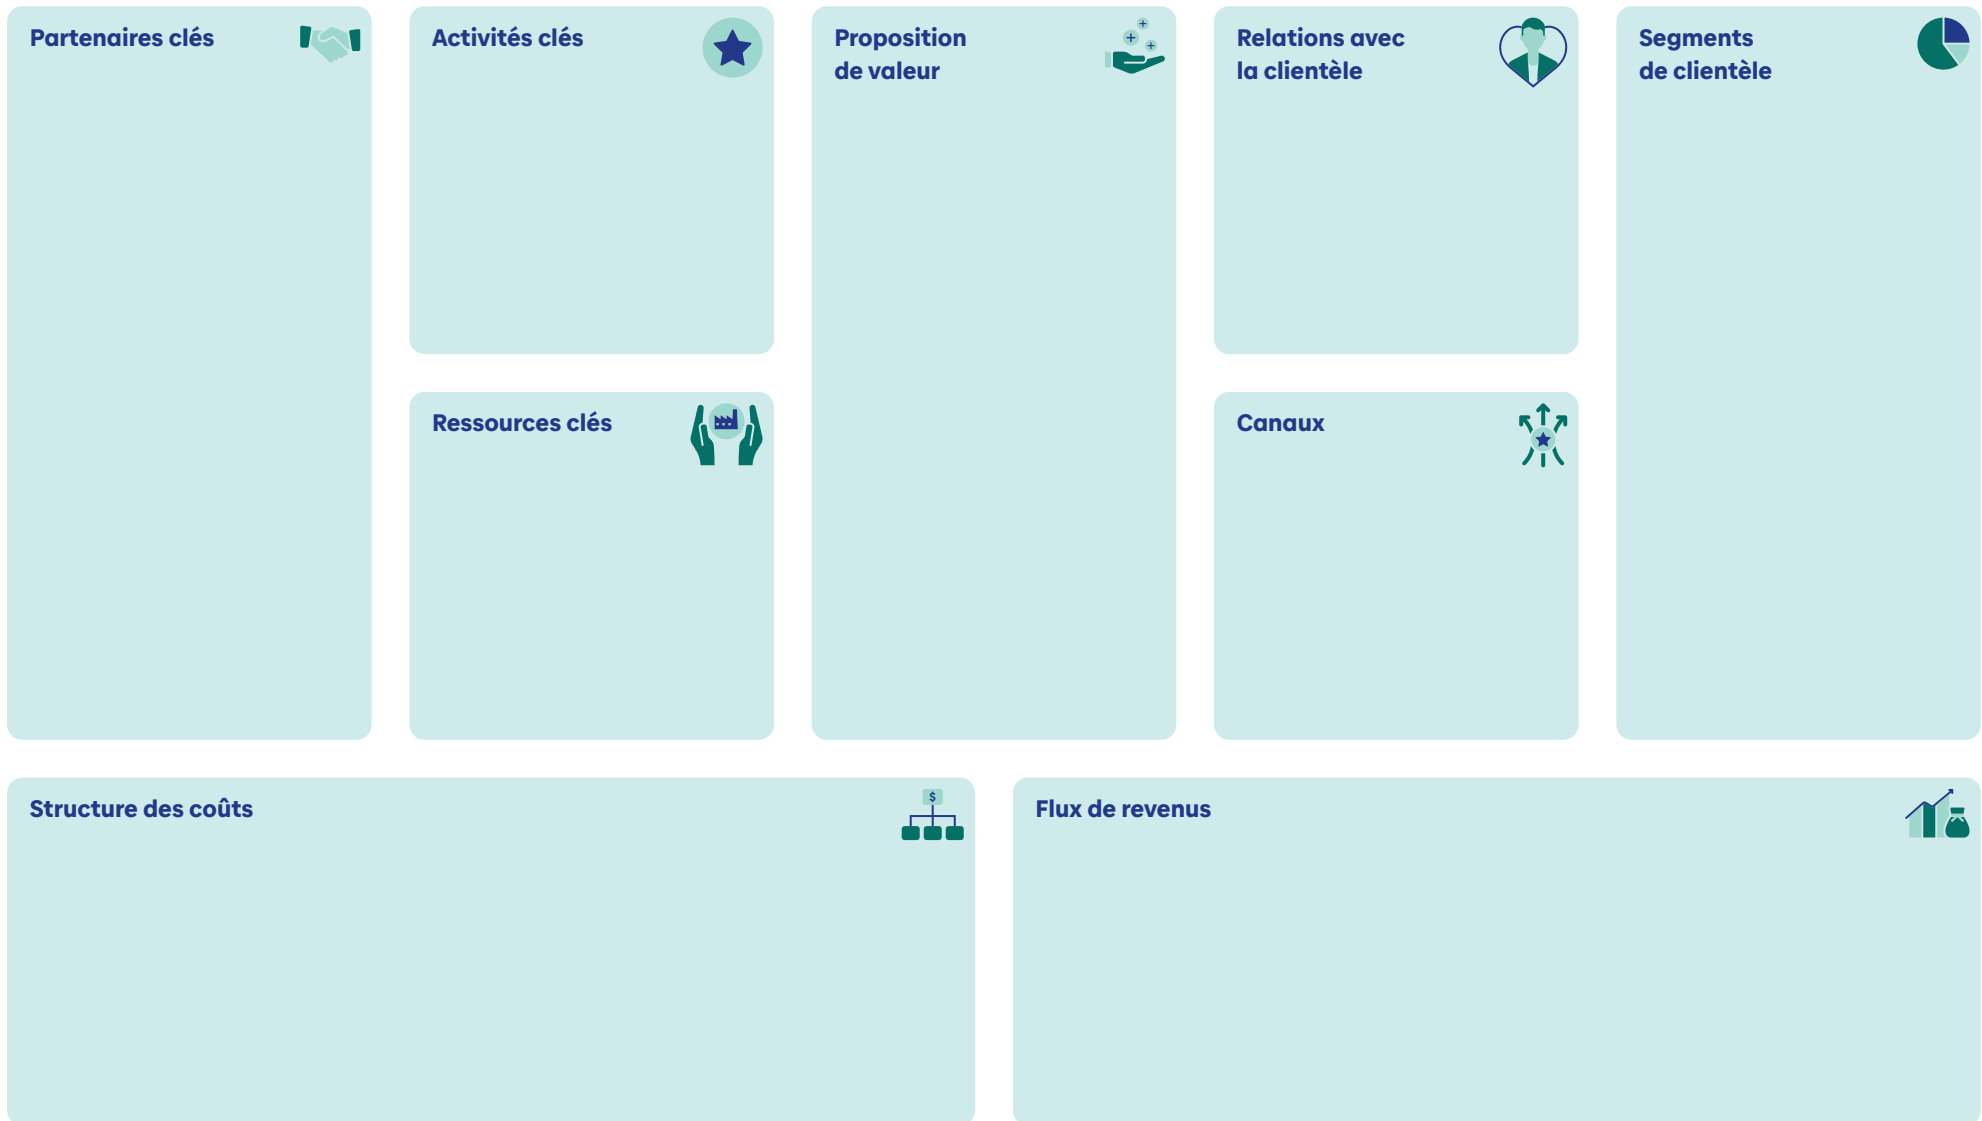 Partenaires clés
Activités clés
Proposition
de valeur
Relations avec
la clientèle
Segments
de clientèle
Ressources clés
Canaux
Structure des coûts
$
Flux de revenus